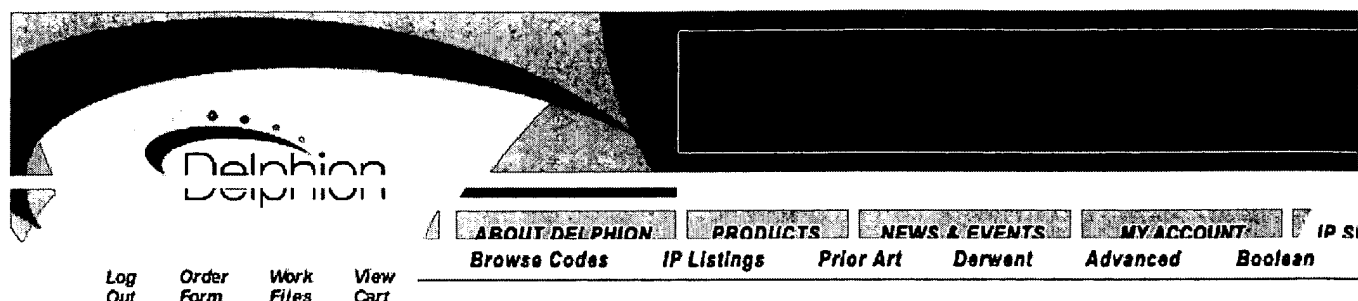 Delphion
ABOUT DELPHION PRODUCTS NEWS & EVENTS MY ACCOUNT
Browse Codes IP Listings Prior Art Derwent Advanced Boolean
Log Out
Order Form
Work Files
View Cart